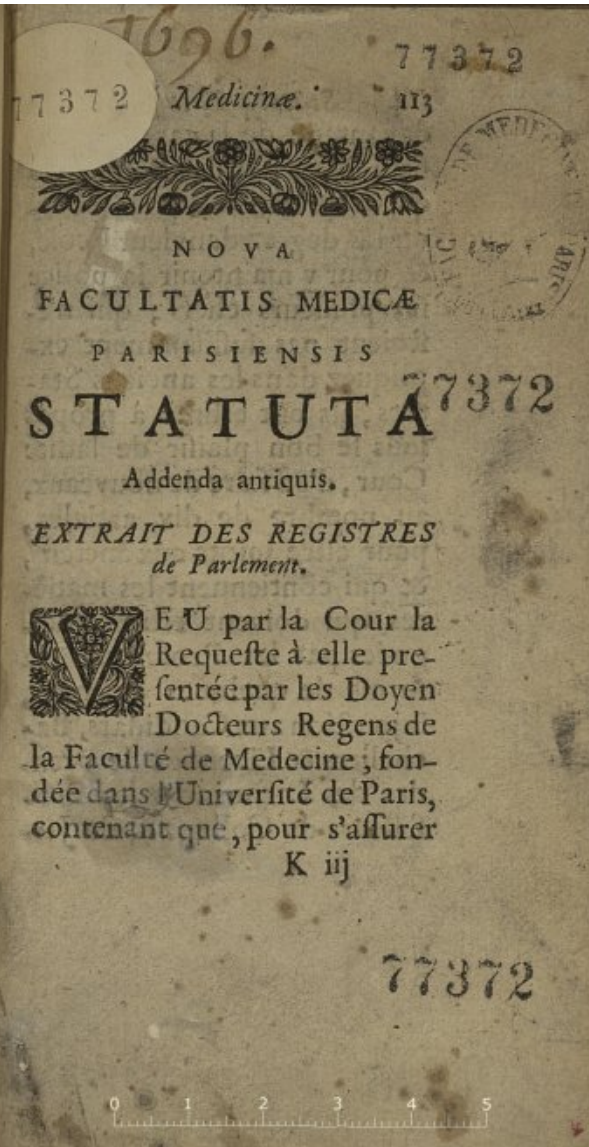 1696.
77372
77372
Medicinæ.
113
NOVA
FACULTATIS MEDICÆ
PARISIENSIS
77372
STATUTA
Addenda antiquis.
EXTRAIT DES REGISTRES
de Parlement.
VEU par la Cour la
Requeſte à elle pre-
ſentée par les Doyen
Docteurs Regens de
la Faculté de Medecine, fon-
dée dans l'Univerſité de Paris,
contenant que, pour s'aſſurer
K iij
77372
0 1 2 3 4 5